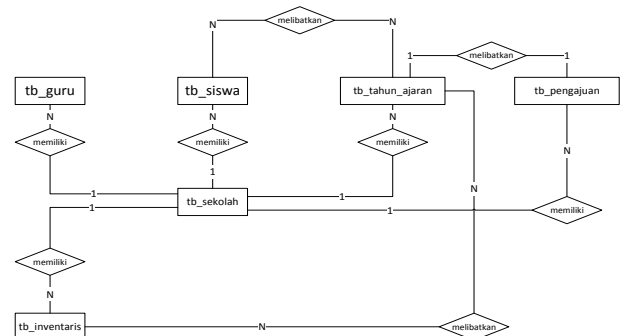 melibatkan
N
N
1
melibatkan
1
tb_guru
tb_siswa
tb_tahun_ajaran
tb_pengajuan
N
N
N
memiliki
memiliki
memiliki
N
1
1
1
N
tb_sekolah
1
1
memiliki
memiliki
N
tb_inventaris
N
melibatkan